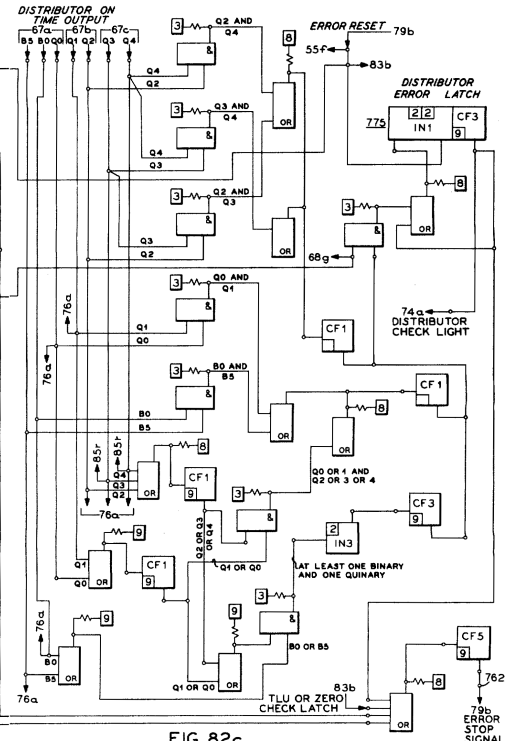 DISTRIBUTOR ON
TIME OUTPUT
67a 67b 67c
B5 B0 Q0 Q1 Q2 Q3 Q4
3
Q2 AND
Q4
8
ERROR RESET
79b
55f
83b
&
Q4
Q2
OR
DISTRIBUTOR
ERROR LATCH
3
Q3 AND
Q4
775
2 2
IN1
CF3
9
&
Q4
Q3
8
3
Q2 AND
Q3
3
OR
OR
&
&
Q3
Q2
68g
3
Q0 AND
Q1
74a
DISTRIBUTOR
CHECK LIGHT
76a
&
Q1
Q0
CF1
76a
3
B0 AND
B5
CF1
&
B0
B5
OR
8
85r
85r
8
Q4
Q3
Q2
OR
CF1
9
Q0 OR 1 AND
Q2 OR 3 OR 4
3
76a
&
CF3
9
9
Q2 OR Q3
OR Q4
2
IN3
Q1
Q0
OR
CF1
9
Q1 OR Q0
AT LEAST ONE BINARY
AND ONE QUINARY
9
3
76a
9
&
B0
B5
OR
B0 OR B5
CF5
9
76a
Q1 OR Q0
OR
83b
TLU OR ZERO
CHECK LATCH
8
762
OR
79b
ERROR
STOP
SIGNAL
FIG. 82c